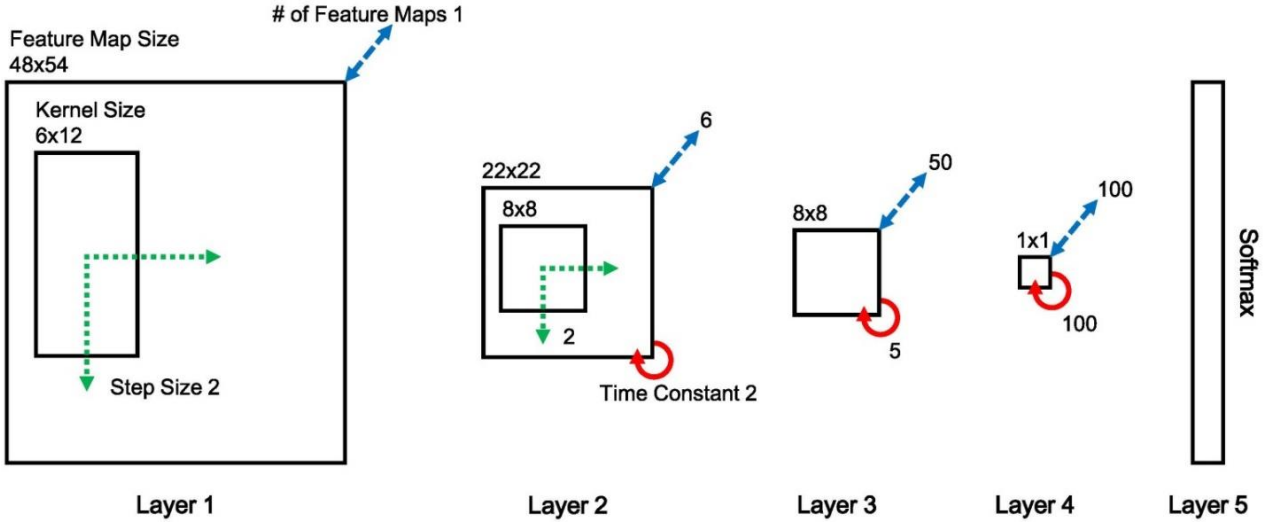 # of Feature Maps 1
Feature Map Size
48x54
Kernel Size
6x12
Step Size 2
6
22x22
8x8
2
Time Constant 2
50
8x8
5
100
1x1
100
Softmax
Layer 1
Layer 2
Layer 3
Layer 4
Layer 5